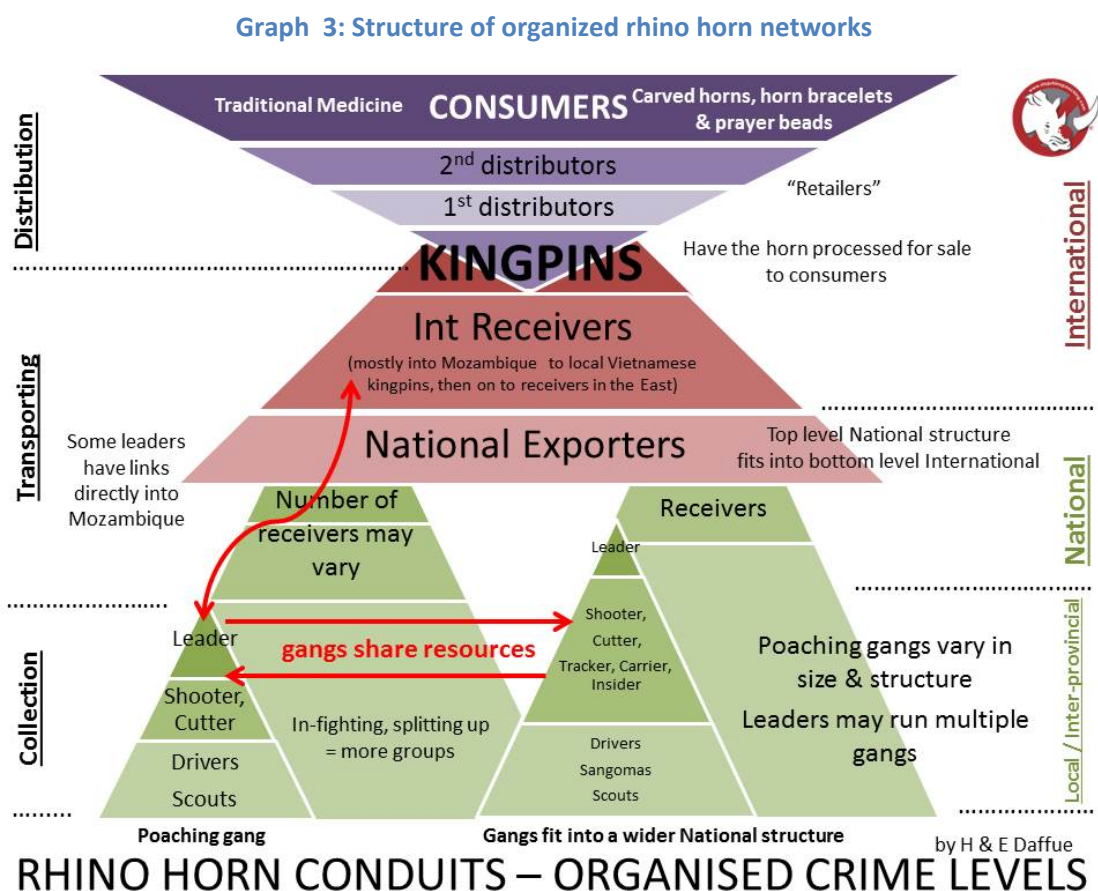 Graph 3: Structure of organized rhino horn networks
Traditional Medicine
CONSUMERS
Carved horns, horn bracelets
& prayer beads
2nd distributors
1st distributors
"Retailers"
KINGPINS
Have the horn processed for sale
to consumers
Int Receivers
(mostly into Mozambique to local Vietnamese
kingpins, then on to receivers in the East)
National Exporters
Top level National structure
fits into bottom level International
Some leaders
have links
directly into
Mozambique
Number of
receivers may
vary
Receivers
Leader
Shooter,
Cutter,
Tracker, Carrier,
Insider
Drivers
Sangomas
Scouts
Leader
gangs share resources
Shooter,
Cutter
In-fighting, splitting up
= more groups
Drivers
Scouts
Poaching gangs vary in
size & structure
Leaders may run multiple
gangs
Distribution
Transporting
Collection
International
National
Local / Inter-provincial
Poaching gang
Gangs fit into a wider National structure
by H & E Daffue
RHINO HORN CONDUITS – ORGANISED CRIME LEVELS